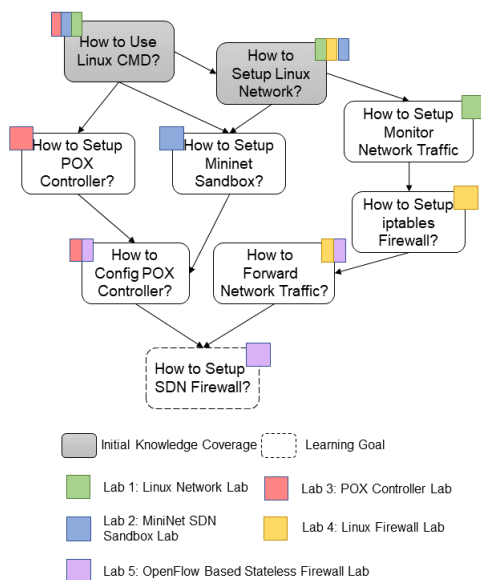 How to Use
Linux CMD?
How to
Setup Linux
Network?
How to Setup
Monitor
Network Traffic
How to Setup
POX
Controller?
How to Setup
Mininet
Sandbox?
How to Setup
iptables
Firewall?
How to
Config POX
Controller?
How to
Forward
Network Traffic?
How to Setup
SDN Firewall?
Initial Knowledge Coverage
Learning Goal
Lab 1: Linux Network Lab
Lab 3: POX Controller Lab
Lab 2: MiniNet SDN
Sandbox Lab
Lab 4: Linux Firewall Lab
Lab 5: OpenFlow Based Stateless Firewall Lab